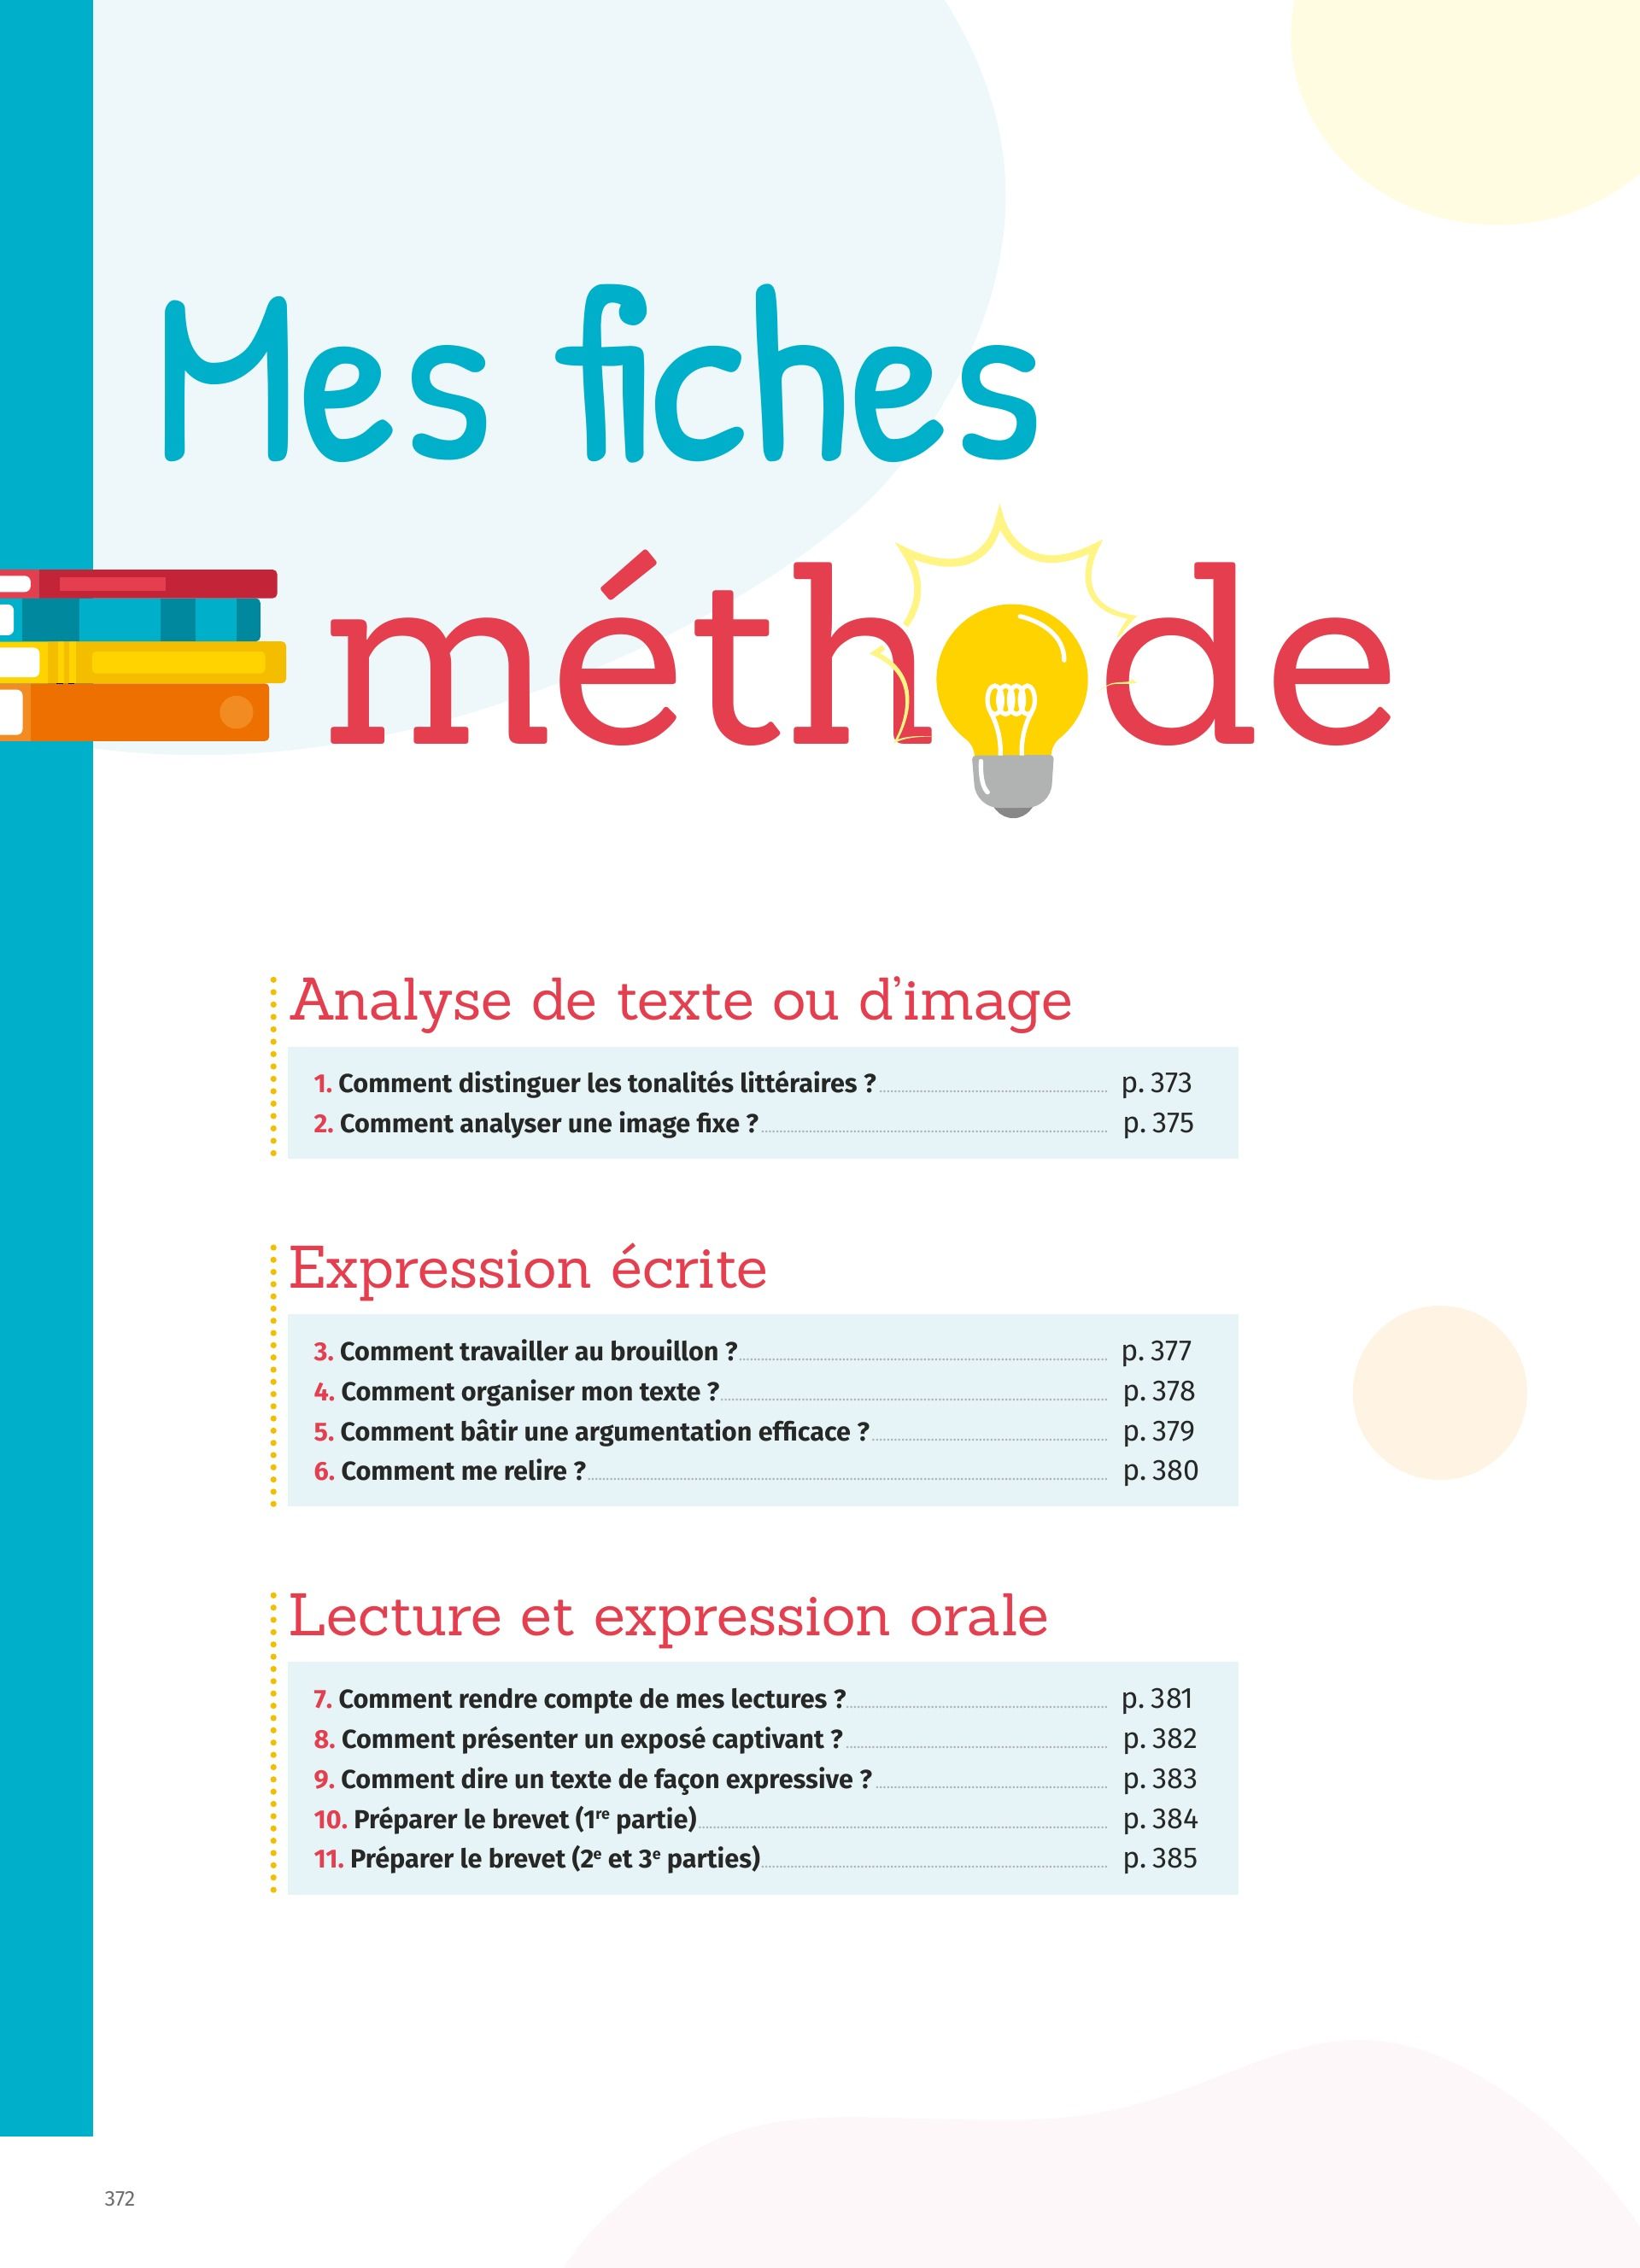 Mes fiches
méthode
Analyse de texte ou d’image
1. Comment distinguer les tonalités littéraires ? p. 373
2. Comment analyser une image fixe ? p. 375
Expression écrite
3. Comment travailler au brouillon ? p. 377
4. Comment organiser mon texte ? p. 378
5. Comment bâtir une argumentation efficace ? p. 379
6. Comment me relire ? p. 380
Lecture et expression orale
7. Comment rendre compte de mes lectures ? p. 381
8. Comment présenter un exposé captivant ? p. 382
9. Comment dire un texte de façon expressive ? p. 383
10. Préparer le brevet (1re partie) p. 384
11. Préparer le brevet (2e et 3e parties) p. 385
372